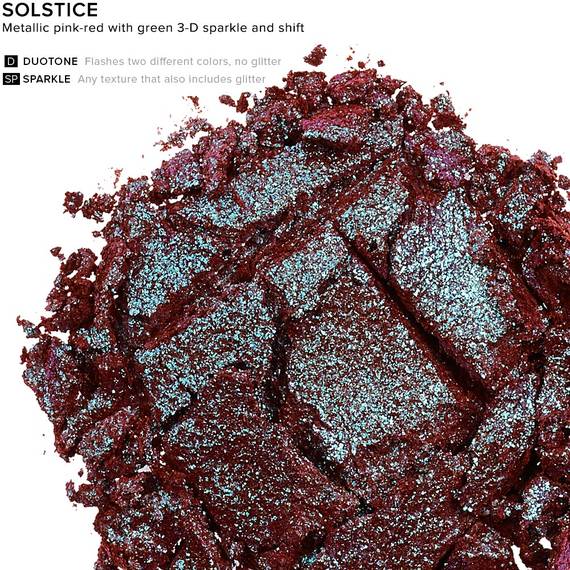 SOLSTICE
Metallic pink-red with green 3-D sparkle and shift
D DUOTONE Flashes two different colors, no glitter
SP SPARKLE Any texture that also includes glitter